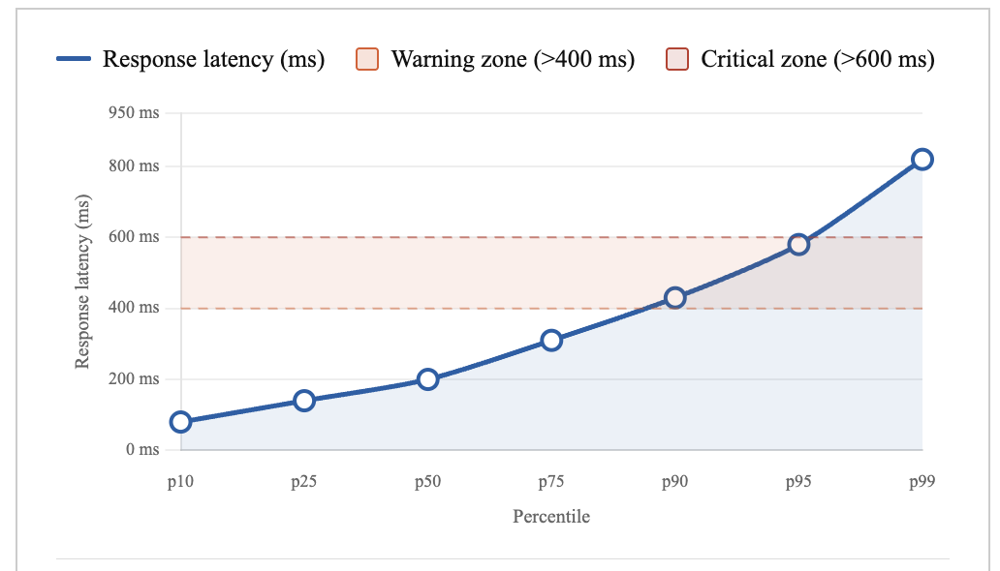 Response latency (ms) Warning zone (>400 ms) Critical zone (>600 ms)
950 ms
800 ms
600 ms
400 ms
200 ms
0 ms
Response latency (ms)
p10 p25 p50 p75 p90 p95 p99
Percentile